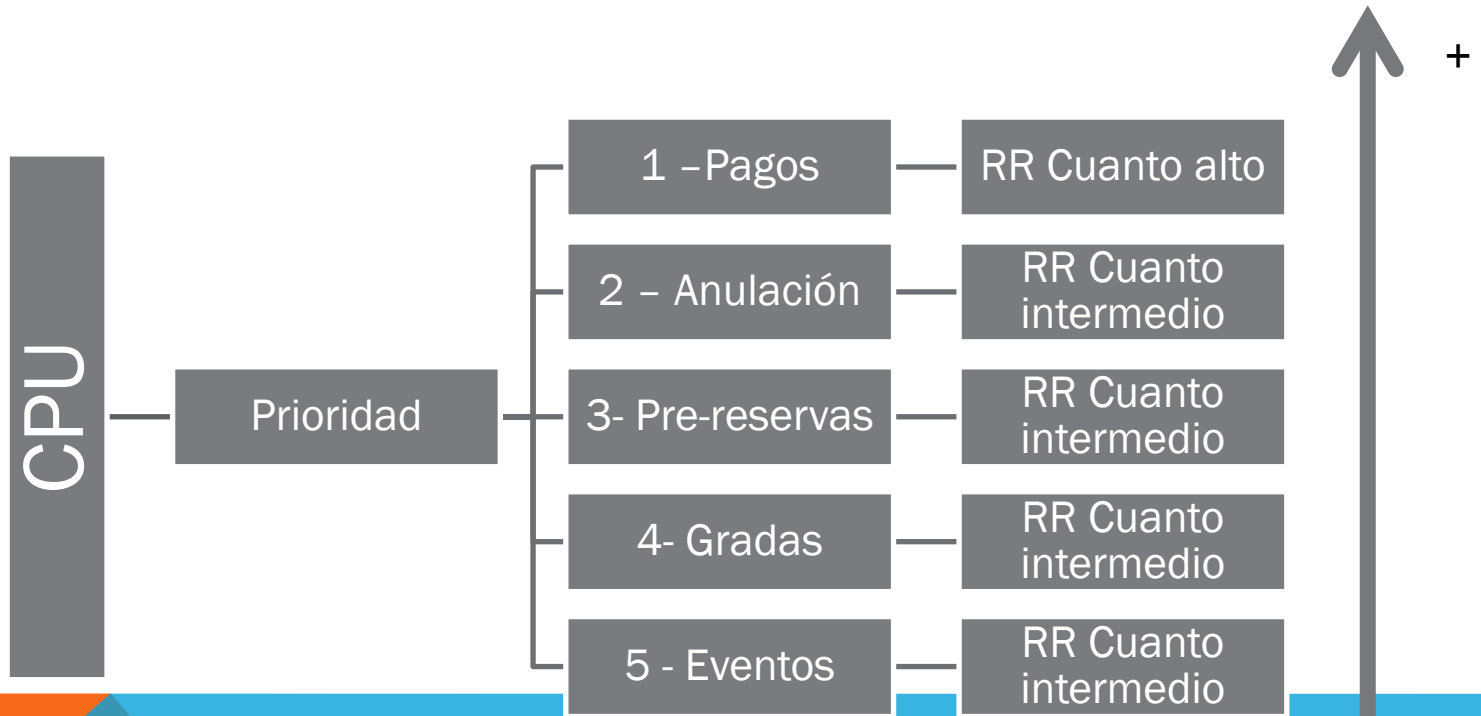 +
CPU
Prioridad
1 –Pagos
RR Cuanto alto
2 – Anulación
RR Cuanto
intermedio
3- Pre-reservas
RR Cuanto
intermedio
4- Gradas
RR Cuanto
intermedio
5 - Eventos
RR Cuanto
intermedio